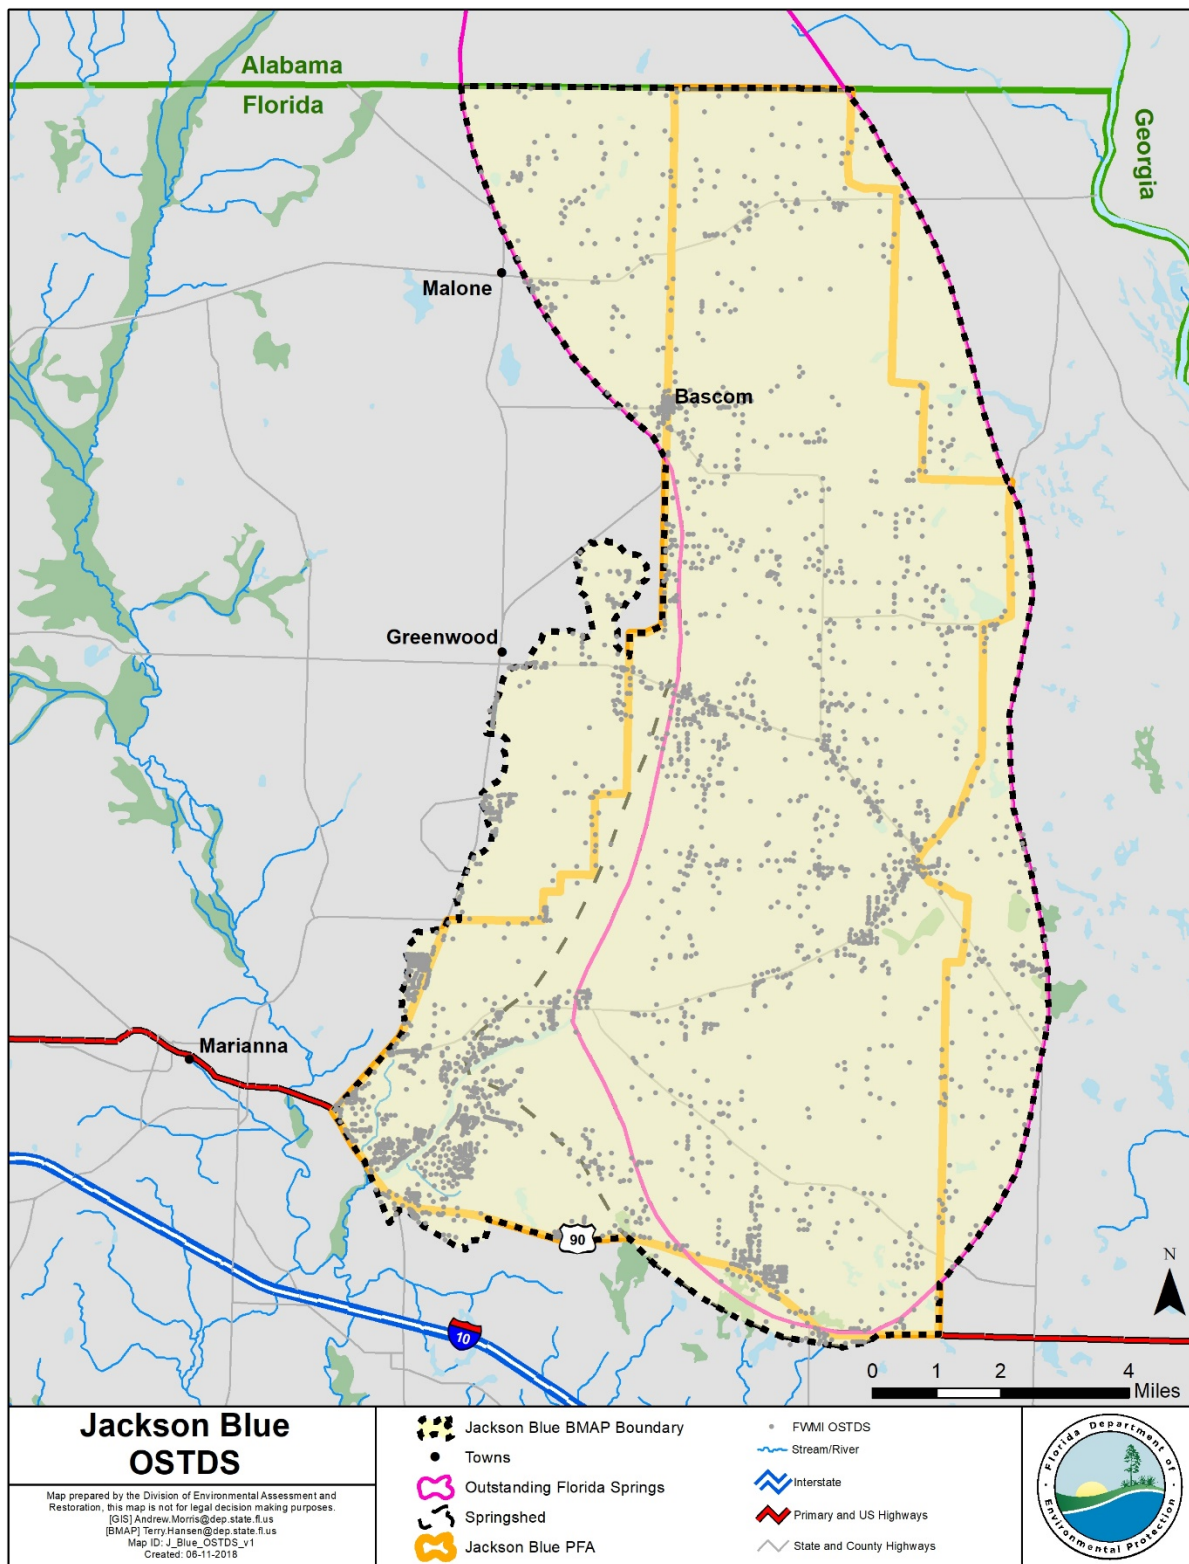 Alabama
Florida
Georgia
Malone
Bascom
Greenwood
Marianna
90
10
N
0 1 2 4
Miles
Jackson Blue
OSTDS
Map prepared by the Division of Environmental Assessment and
Restoration, this map is not for legal decision making purposes.
[GIS] Andrew.Morris@dep.state.fl.us
[BMAP] Terry.Hansen@dep.state.fl.us
Map ID: J_Blue_OSTDS_v1
Created: 06-11-2018
Jackson Blue BMAP Boundary
Towns
Outstanding Florida Springs
Springshed
Jackson Blue PFA
FWMI OSTDS
Stream/River
Interstate
Primary and US Highways
State and County Highways
Florida Department of
Environmental Protection